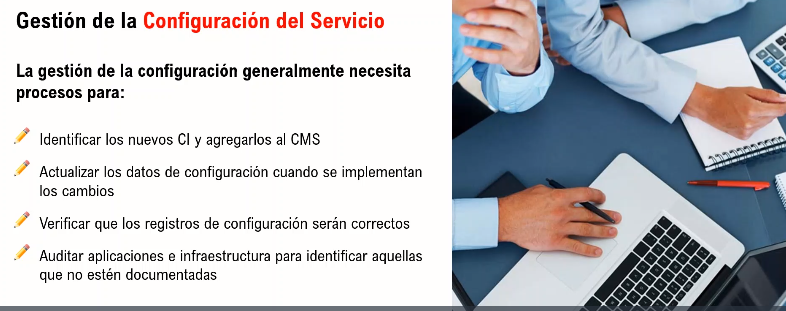 Gestión de la Configuración del Servicio
La gestión de la configuración generalmente necesita
procesos para:
Identificar los nuevos CI y agregarlos al CMS
Actualizar los datos de configuración cuando se implementan
los cambios
Verificar que los registros de configuración serán correctos
Auditar aplicaciones e infraestructura para identificar aquellas
que no estén documentadas